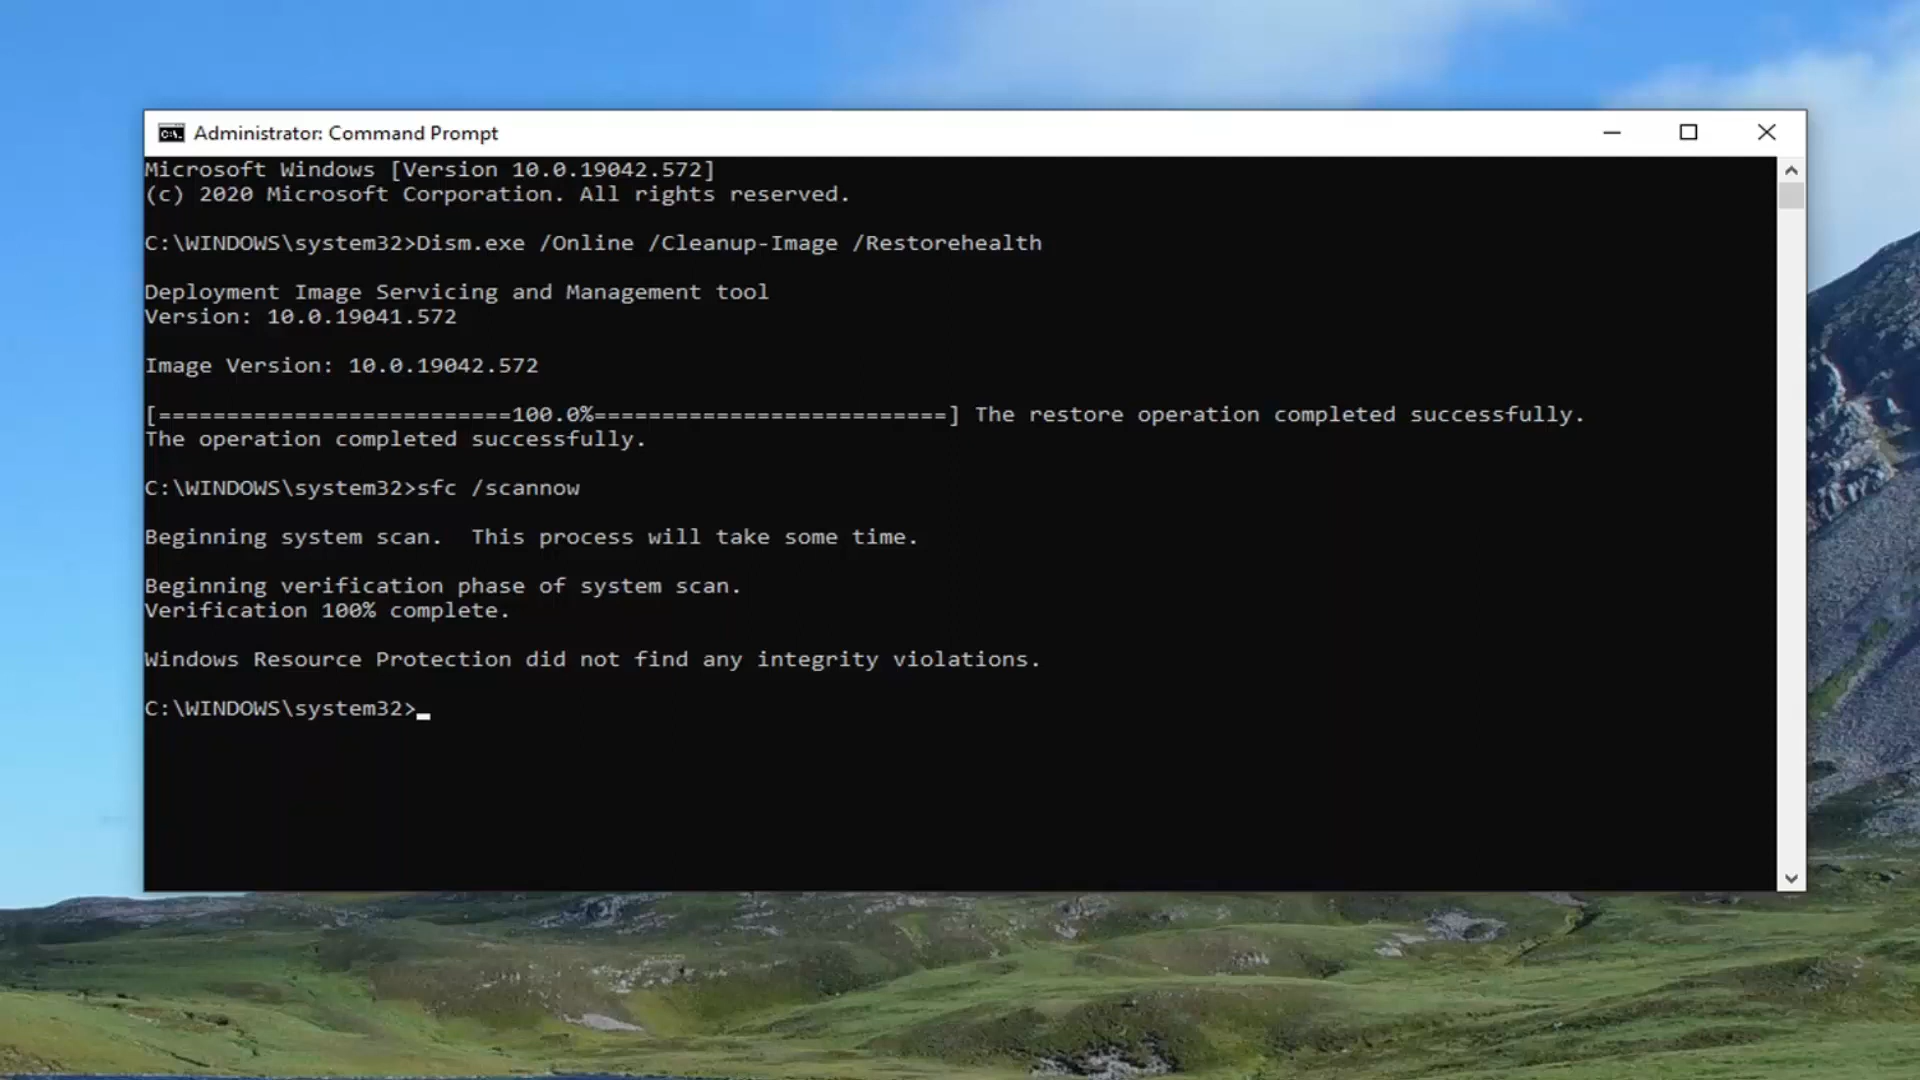 Administrator: Command Prompt
Microsoft Windows [Version 10.0.19042.572]
(c) 2020 Microsoft Corporation. All rights reserved.
C:\WINDOWS\system32>Dism.exe /Online /Cleanup-Image /Restorehealth
Deployment Image Servicing and Management tool
Version: 10.0.19041.572
Image Version: 10.0.19042.572
[==========================100.0%==========================] The restore operation completed successfully.
The operation completed successfully.
C:\WINDOWS\system32>sfc /scannow
Beginning system scan.  This process will take some time.
Beginning verification phase of system scan.
Verification 100% complete.
Windows Resource Protection did not find any integrity violations.
C:\WINDOWS\system32>